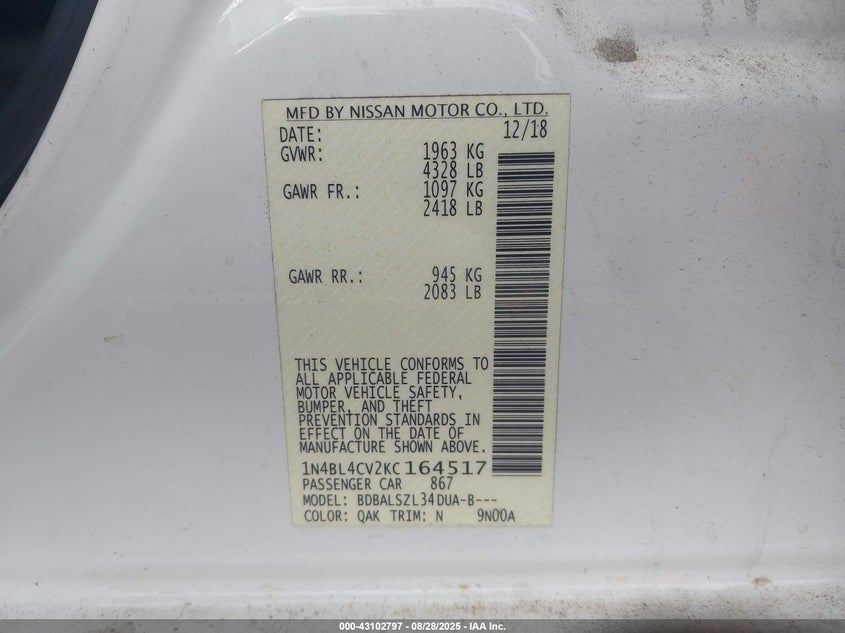 MFD BY NISSAN MOTOR CO., LTD.
DATE: 12/18
GVWR: 1963 KG
4328 LB
GAWR FR.: 1097 KG
2418 LB
GAWR RR.: 945 KG
2083 LB
THIS VEHICLE CONFORMS TO
ALL APPLICABLE FEDERAL
MOTOR VEHICLE SAFETY,
BUMPER, AND THEFT
PREVENTION STANDARDS IN
EFFECT ON THE DATE OF
MANUFACTURE SHOWN ABOVE.
1N4BL4CV2KC164517
PASSENGER CAR 867
MODEL: BDBALSZL34DUA-B---
COLOR: QAK TRIM: N 9N00A
000-43102797 - 08/28/2025 - IAA Inc.